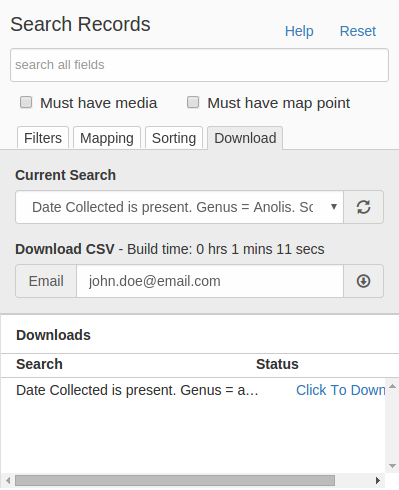 Search Records
Help Reset
search all fields
Must have media Must have map point
Filters Mapping Sorting Download
Current Search
Date Collected is present. Genus = Anolis. Sc
Download CSV - Build time: 0 hrs 1 mins 11 secs
Email john.doe@email.com
Downloads
Search Status
Date Collected is present. Genus = a… Click To Down